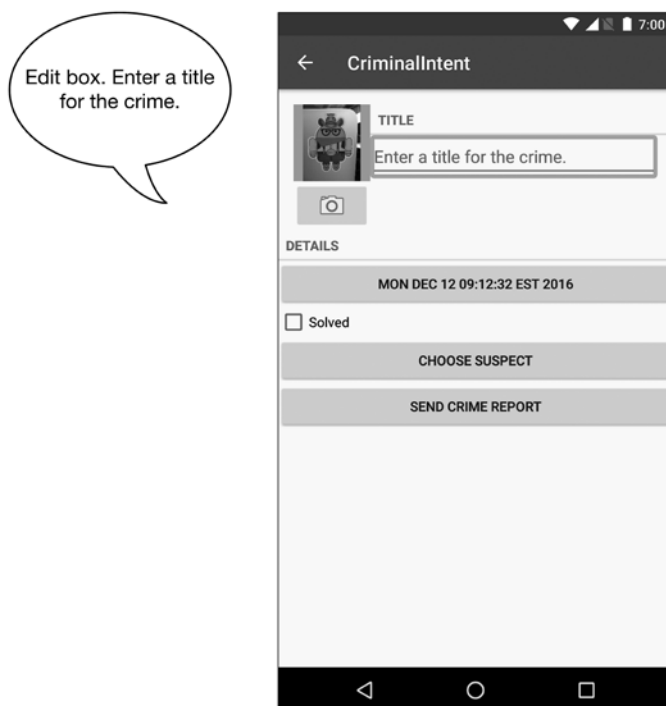 Edit box. Enter a title
for the crime.
7:00
CriminalIntent
TITLE
Enter a title for the crime.
DETAILS
MON DEC 12 09:12:32 EST 2016
Solved
CHOOSE SUSPECT
SEND CRIME REPORT